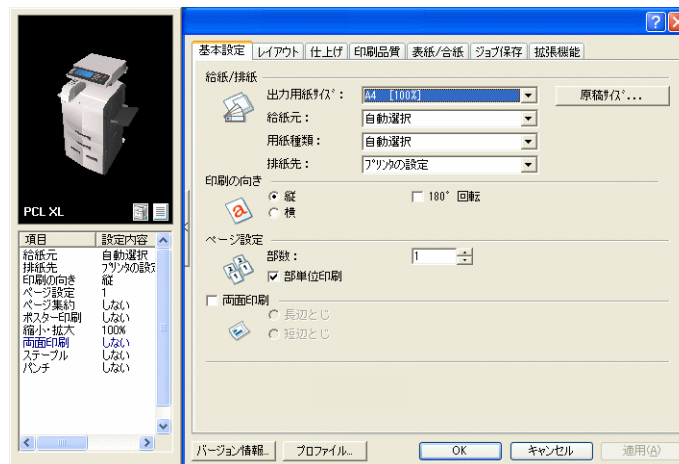 PCL XL
項目 設定内容
給紙元 自動選択
排紙先 プリンタの設定
印刷の向き 縦
ページ設定 1
ページ集約 しない
ポスター印刷 しない
縮小・拡大 100%
両面印刷 しない
ステープル しない
パンチ しない
基本設定 レイアウト 仕上げ 印刷品質 表紙/合紙 ジョブ保存 拡張機能
給紙/排紙
出力用紙サイズ: A4 [100%] 原稿サイズ...
給紙元: 自動選択
用紙種類: 自動選択
排紙先: プリンタの設定
印刷の向き
縦 180° 回転
横
ページ設定
部数: 1
部単位印刷
両面印刷
長辺とじ
短辺とじ
バージョン情報... プロファイル... OK キャンセル 適用(A)